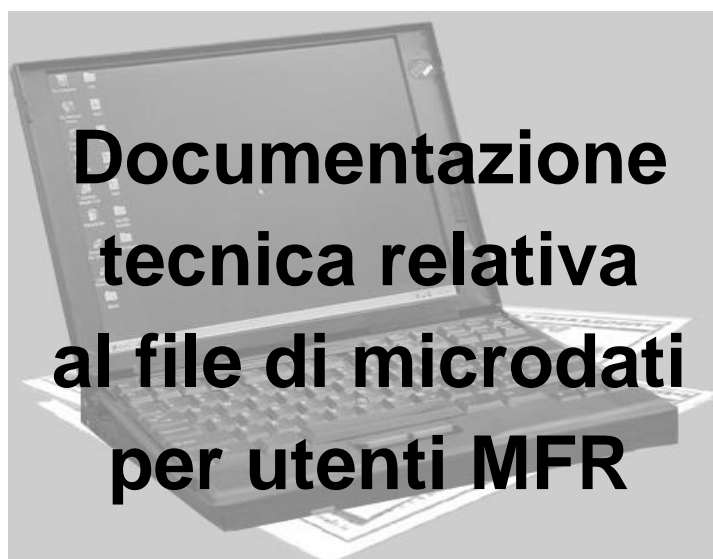 Documentazione
tecnica relativa
al file di microdati
per utenti MFR